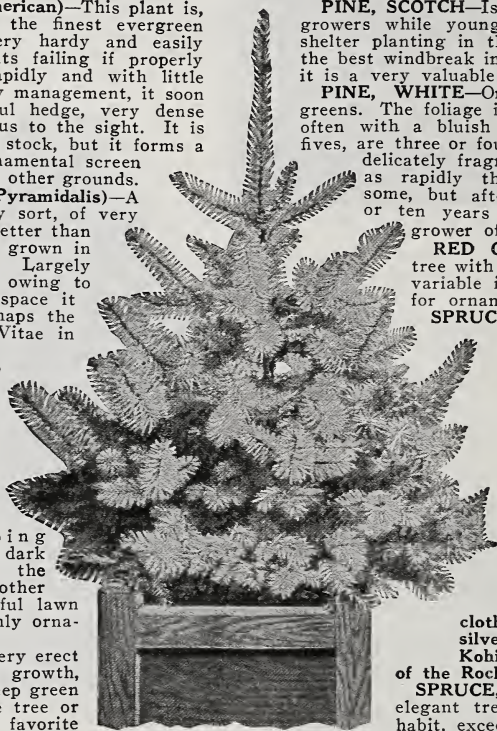 erican)—This plant is,
the finest evergreen
ery hardy and easily
ts failing if properly
apidly and with little
management, it soon
ul hedge, very dense
us to the sight. It is
stock, but it forms a
namental screen
other grounds.
Pyramidalis)—A
y sort, of very
etter than
grown in
Largely
owing to
space it
haps the
Vitae in
ing
dark
the
other
ful lawn
nly orna-
ery erect
growth,
ep green
e tree or
favorite
PINE, SCOTCH—Is
growers while young
shelter planting in t
the best windbreak in
it is a very valuable
PINE, WHITE—Or
greens. The foliage i
often with a bluish
fives, are three or fou
delicately fragr
as rapidly th
some, but aft
or ten years
grower of
RED C
tree with
variable i
for ornam
SPRUCE
cloth
silve
Kohi
of the Rock
SPRUCE,
elegant tre
habit, exce